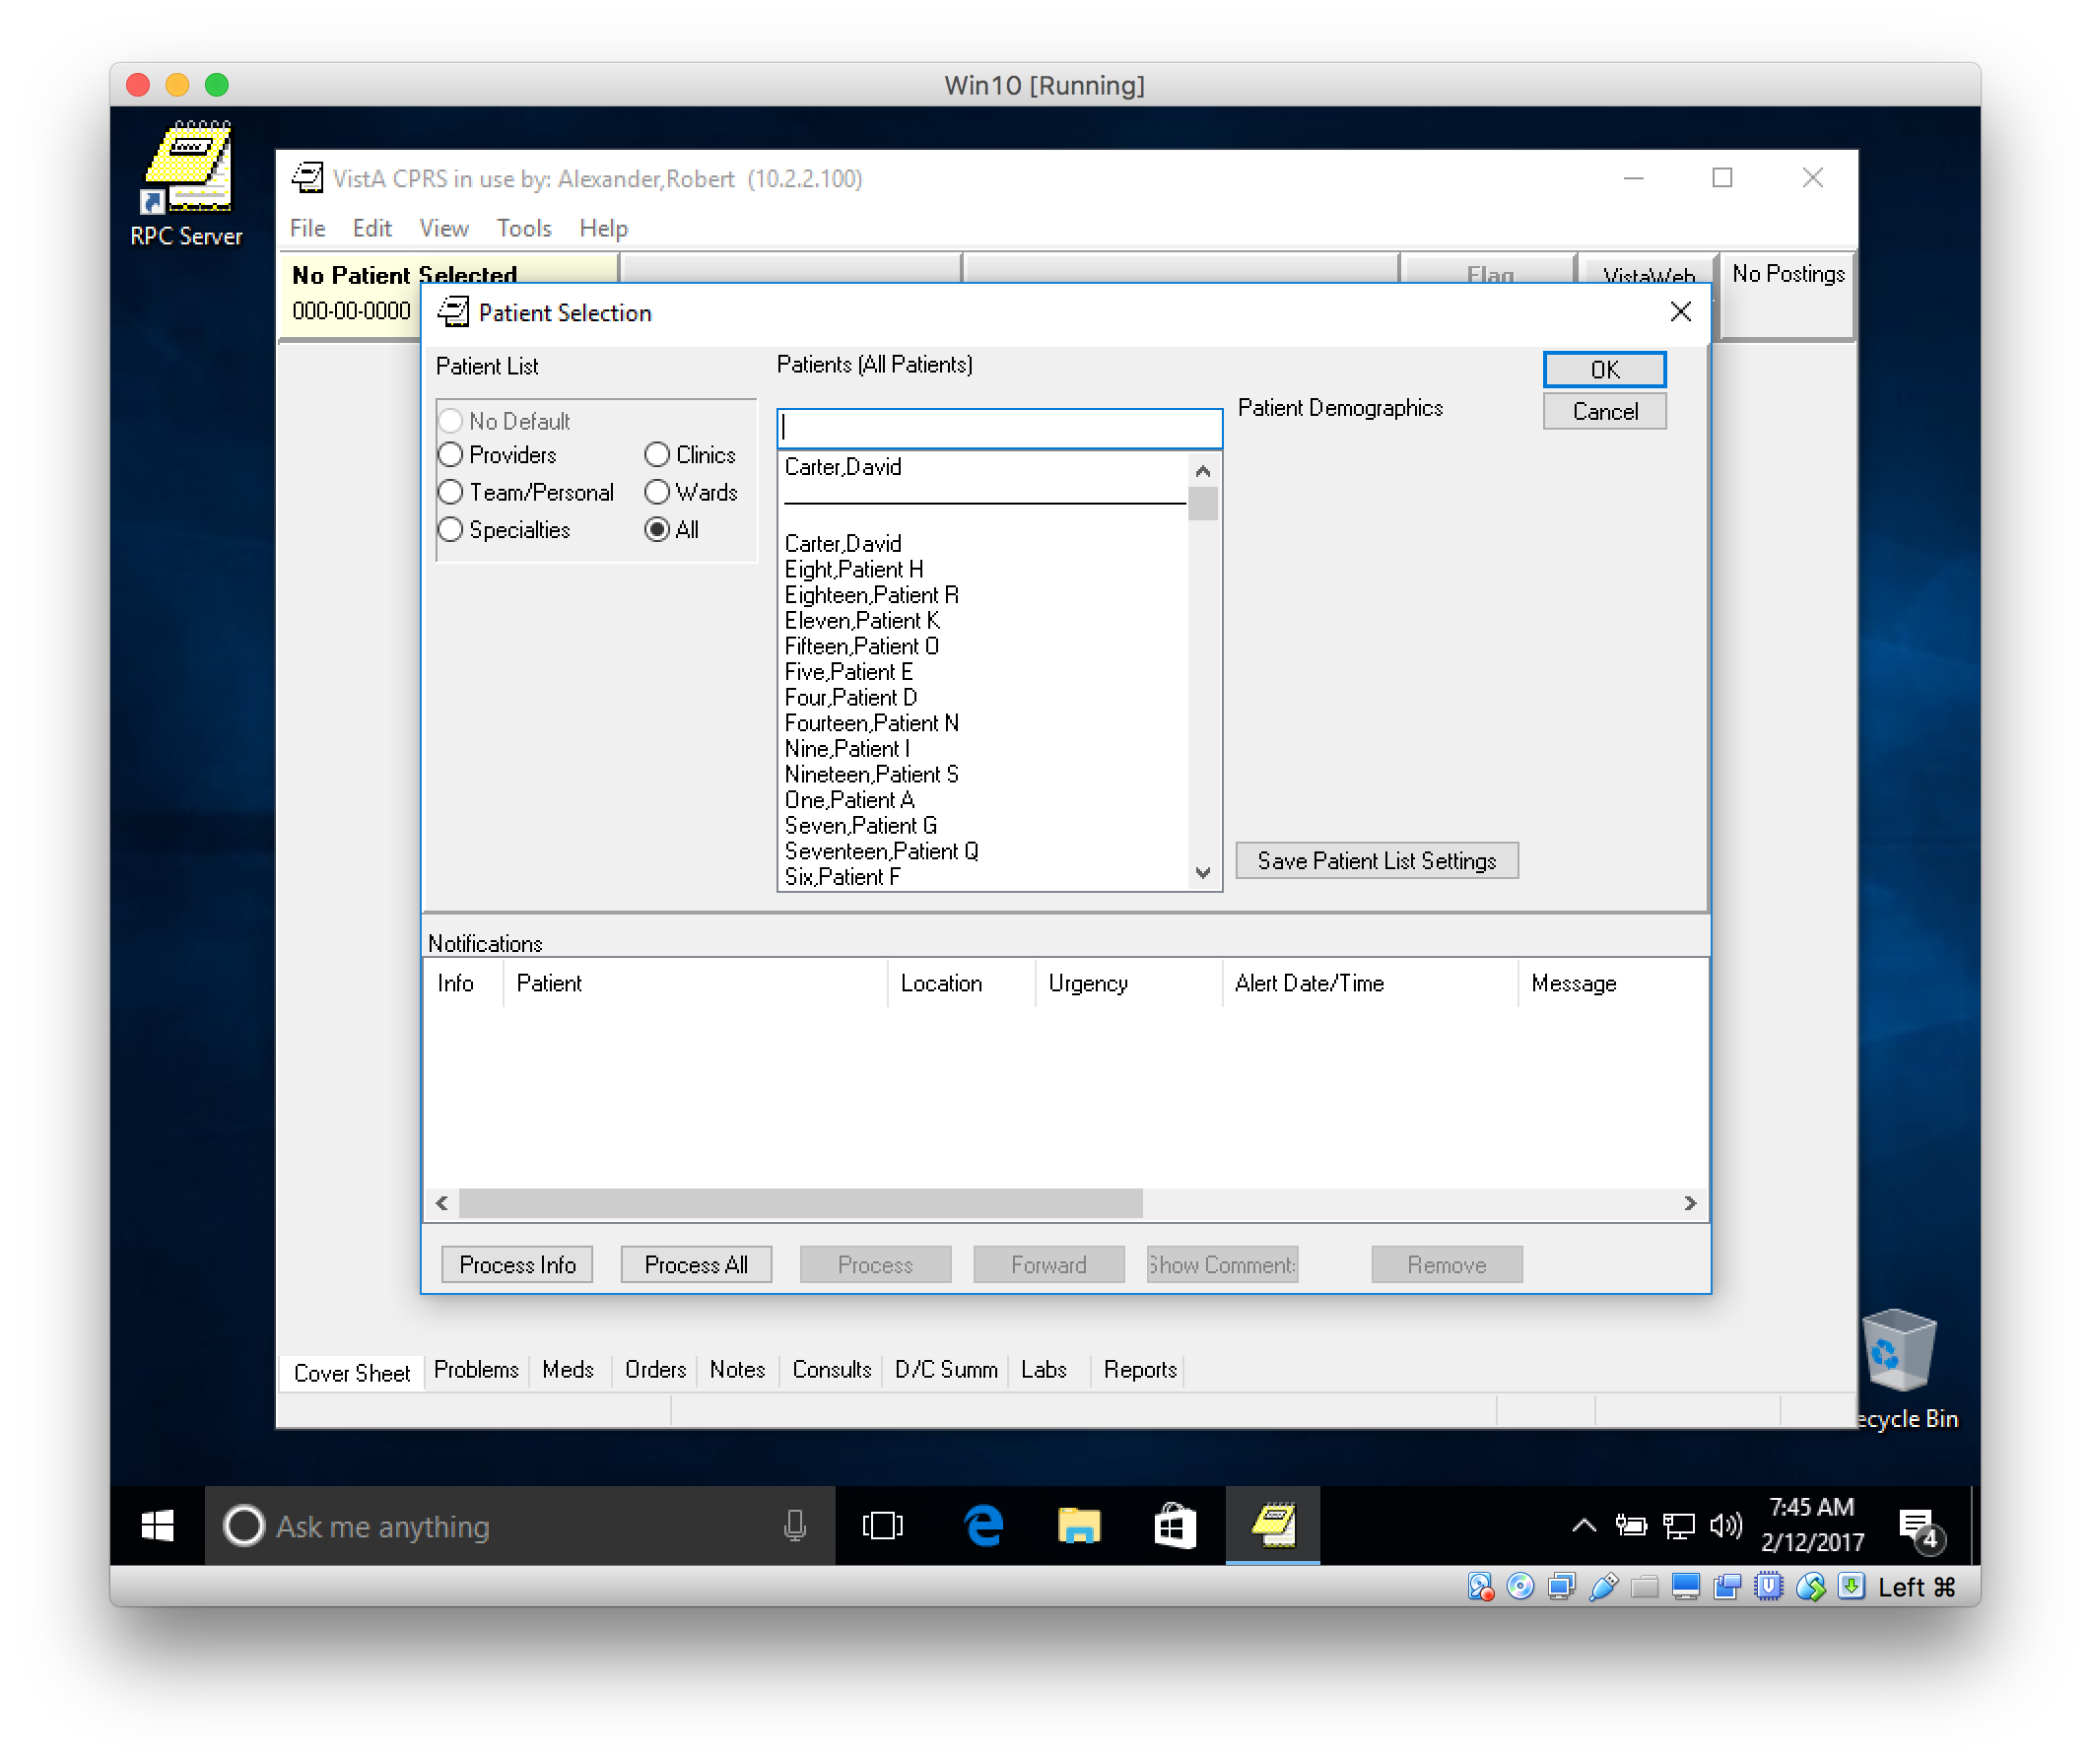 Win10 [Running]
RPC Server
VistA CPRS in use by: Alexander,Robert (10.2.2.100)
File Edit View Tools Help
No Patient Selected
000-00-0000
Flag
VistaWeb
No Postings
Patient Selection
Patient List
No Default
Providers
Clinics
Team/Personal
Wards
Specialties
All
Patients (All Patients)
Carter,David
Carter,David
Eight,Patient H
Eighteen,Patient R
Eleven,Patient K
Fifteen,Patient O
Five,Patient E
Four,Patient D
Fourteen,Patient N
Nine,Patient I
Nineteen,Patient S
One,Patient A
Seven,Patient G
Seventeen,Patient Q
Six,Patient F
Patient Demographics
OK
Cancel
Save Patient List Settings
Notifications
Info Patient Location Urgency Alert Date/Time Message
Process Info Process All Process Forward Show Comments Remove
Cover Sheet Problems Meds Orders Notes Consults D/C Summ Labs Reports
ecycle Bin
Ask me anything
7:45 AM
2/12/2017
4
Left ⌘